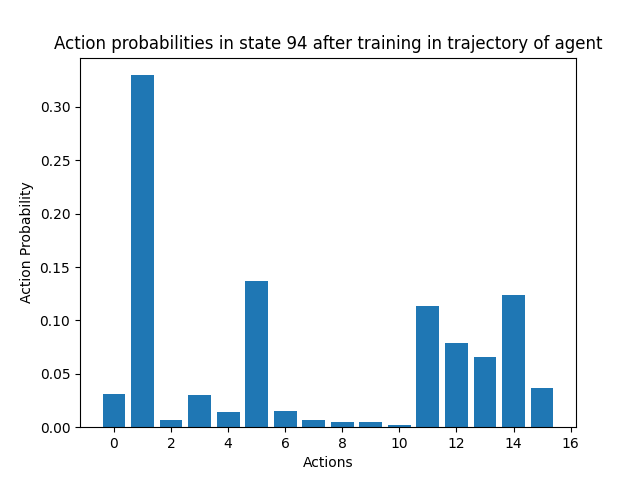 Action probabilities in state 94 after training in trajectory of agent
0.30
0.25
0.20
0.15
0.10
0.05
0.00
Action Probability
0 2 4 6 8 10 12 14 16
Actions